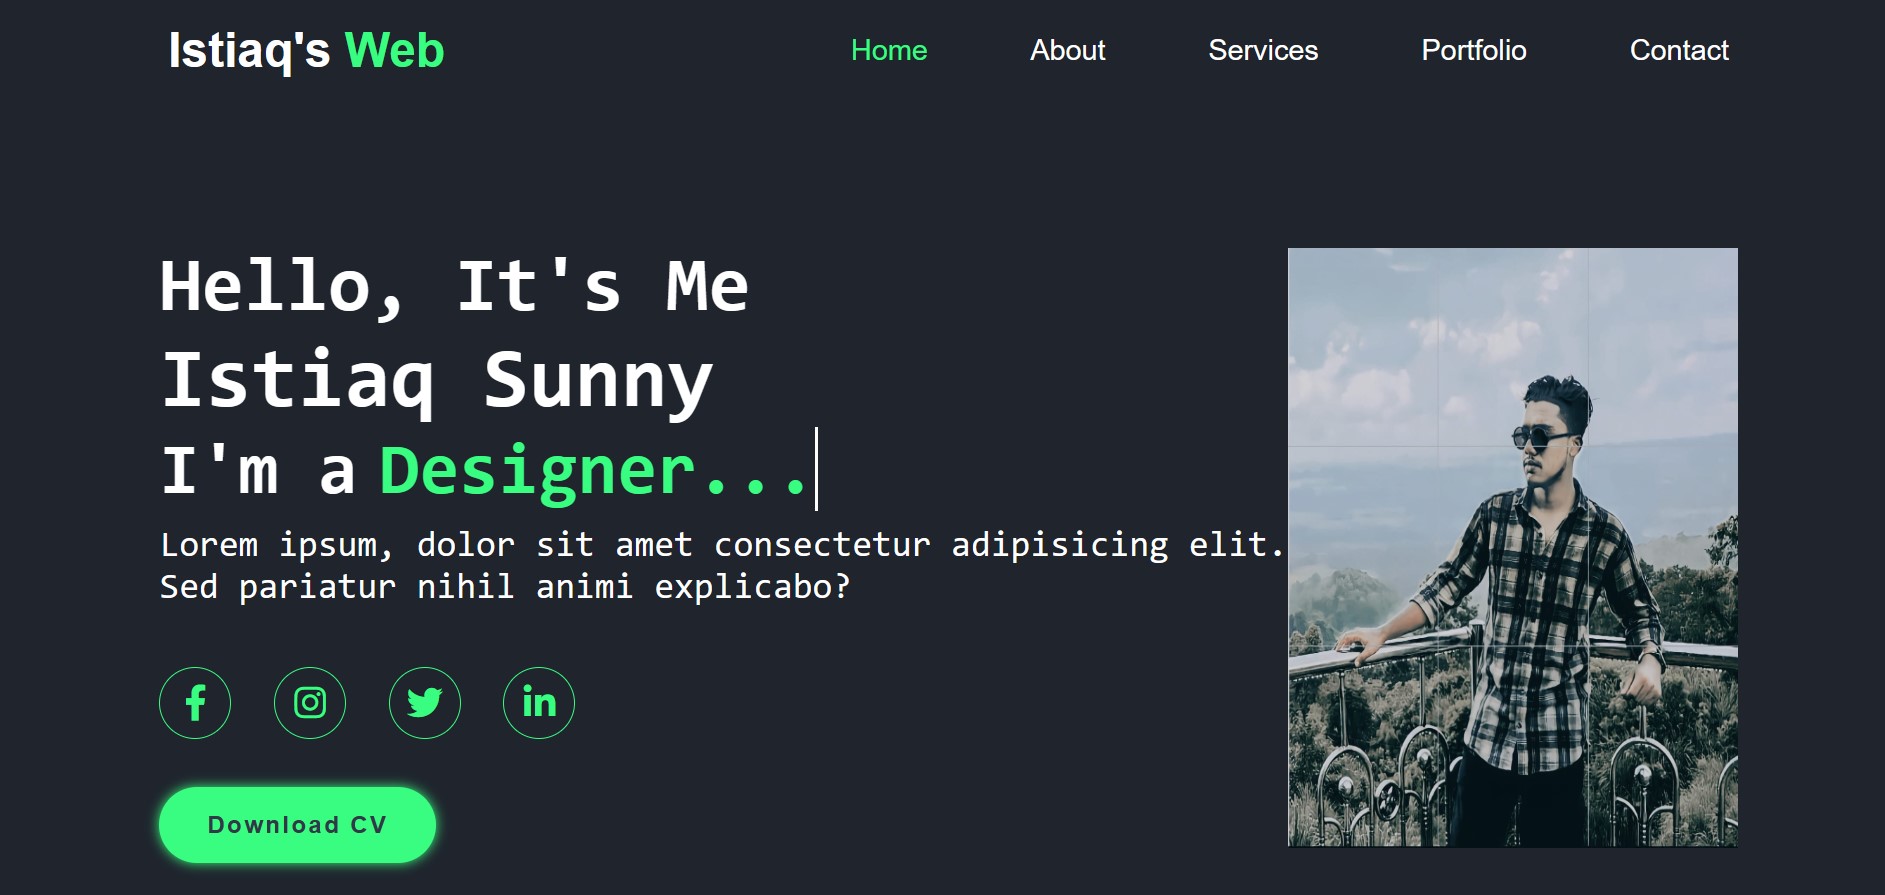 Istiaq's Web
Home About Services Portfolio Contact
Hello, It's Me
Istiaq Sunny
I'm a Designer...
Lorem ipsum, dolor sit amet consectetur adipisicing elit.
Sed pariatur nihil animi explicabo?
Download CV